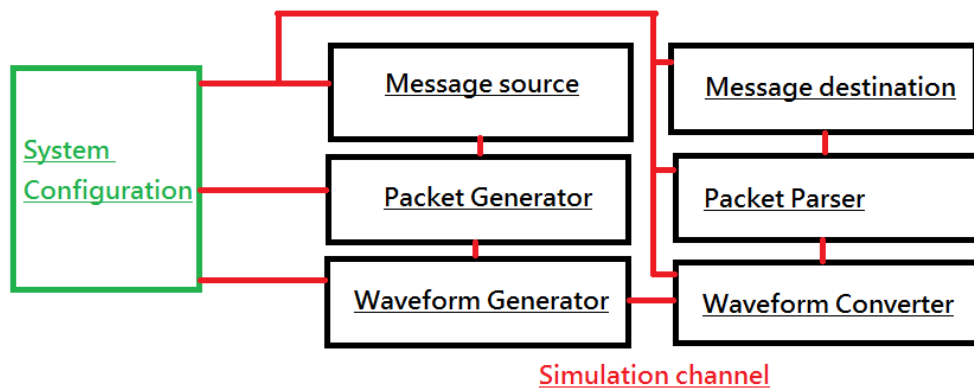 System
Configuration
Message source
Packet Generator
Waveform Generator
Message destination
Packet Parser
Waveform Converter
Simulation channel